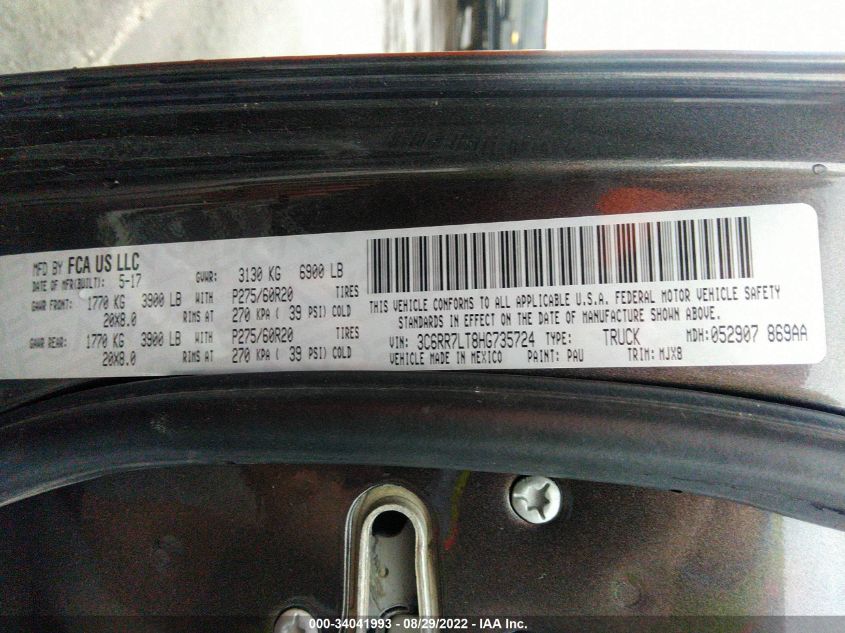 MFD BY FCA US LLC
DATE OF MFR(BUILT): 5-17 GVWR: 3130 KG 6900 LB
GAWR FRONT: 1770 KG 3900 LB WITH P275/60R20 TIRES
20X8.0 RIMS AT 270 KPA ( 39 PSI) COLD
GAWR REAR: 1770 KG 3900 LB WITH P275/60R20 TIRES
20X8.0 RIMS AT 270 KPA ( 39 PSI) COLD
THIS VEHICLE CONFORMS TO ALL APPLICABLE U.S.A. FEDERAL MOTOR VEHICLE SAFETY
STANDARDS IN EFFECT ON THE DATE OF MANUFACTURE SHOWN ABOVE.
VIN: 3C6RR7LT8HG735724 TYPE: TRUCK MDH: 052907 869AA
VEHICLE MADE IN MEXICO PAINT: PAU TRIM: MJX8
000-34041993 - 08/29/2022 - IAA Inc.